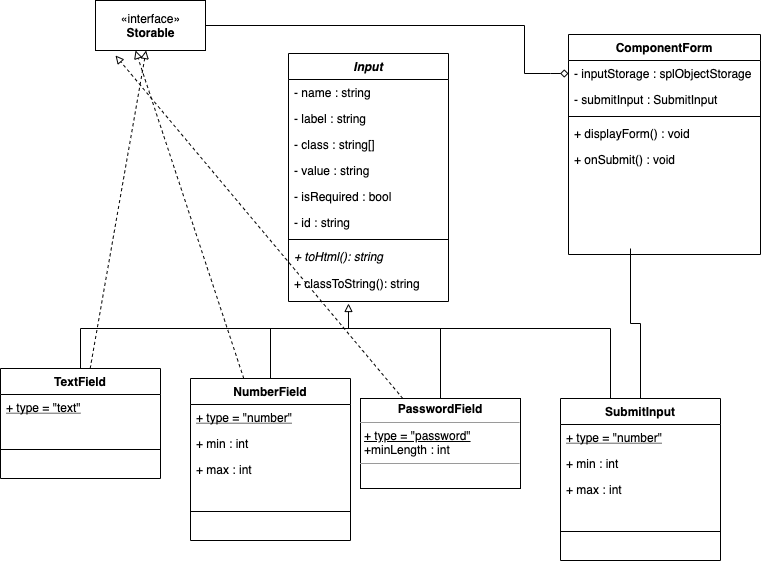 «interface»
Storable
ComponentForm
- inputStorage : splObjectStorage
- submitInput : SubmitInput
+ displayForm() : void
+ onSubmit() : void
Input
- name : string
- label : string
- class : string[]
- value : string
- isRequired : bool
- id : string
+ toHtml(): string
+ classToString(): string
TextField
+ type = "text"
NumberField
+ type = "number"
+ min : int
+ max : int
PasswordField
+ type = "password"
+minLength : int
SubmitInput
+ type = "number"
+ min : int
+ max : int